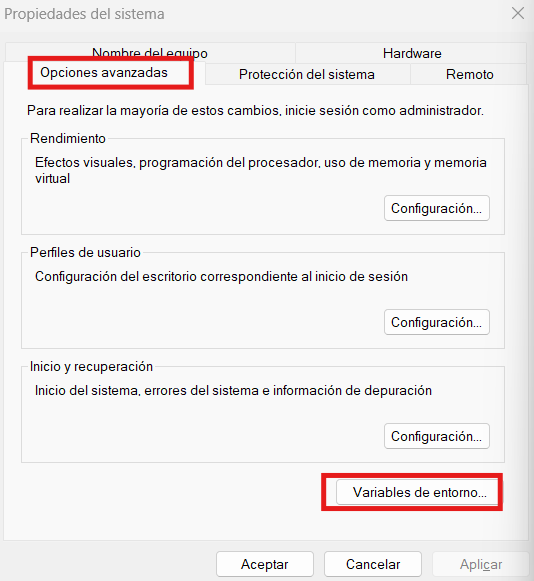 Propiedades del sistema
Nombre del equipo
Hardware
Opciones avanzadas
Protección del sistema
Remoto
Para realizar la mayoría de estos cambios, inicie sesión como administrador.
Rendimiento
Efectos visuales, programación del procesador, uso de memoria y memoria
virtual
Configuración...
Perfiles de usuario
Configuración del escritorio correspondiente al inicio de sesión
Configuración...
Inicio y recuperación
Inicio del sistema, errores del sistema e información de depuración
Configuración...
Variables de entorno...
Aceptar
Cancelar
Aplicar